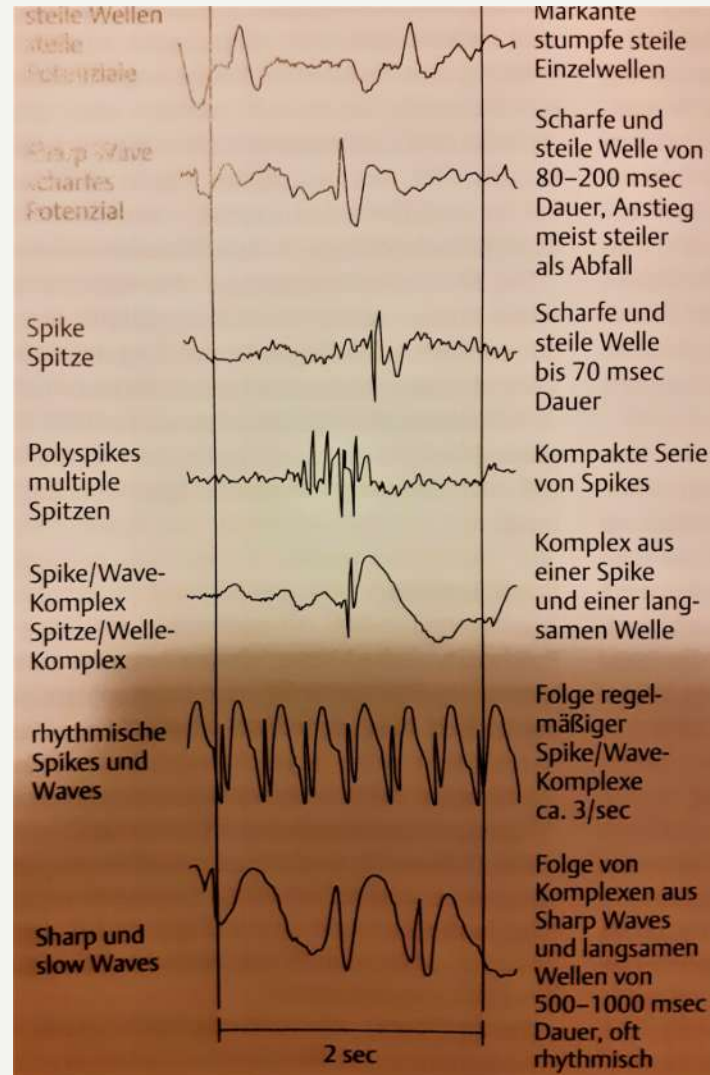 steile Wellen
steile
Potenziale
Markante
stumpfe steile
Einzelwellen
Sharp Wave
scharfes
Potenzial
Scharfe und
steile Welle von
80–200 msec
Dauer, Anstieg
meist steiler
als Abfall
Spike
Spitze
Scharfe und
steile Welle
bis 70 msec
Dauer
Polyspikes
multiple
Spitzen
Kompakte Serie
von Spikes
Spike/Wave-
Komplex
Spitze/Welle-
Komplex
Komplex aus
einer Spike
und einer lang-
samen Welle
rhythmische
Spikes und
Waves
Folge regel-
mäßiger
Spike/Wave-
Komplexe
ca. 3/sec
Sharp und
slow Waves
Folge von
Komplexen aus
Sharp Waves
und langsamen
Wellen von
500–1000 msec
Dauer, oft
rhythmisch
2 sec